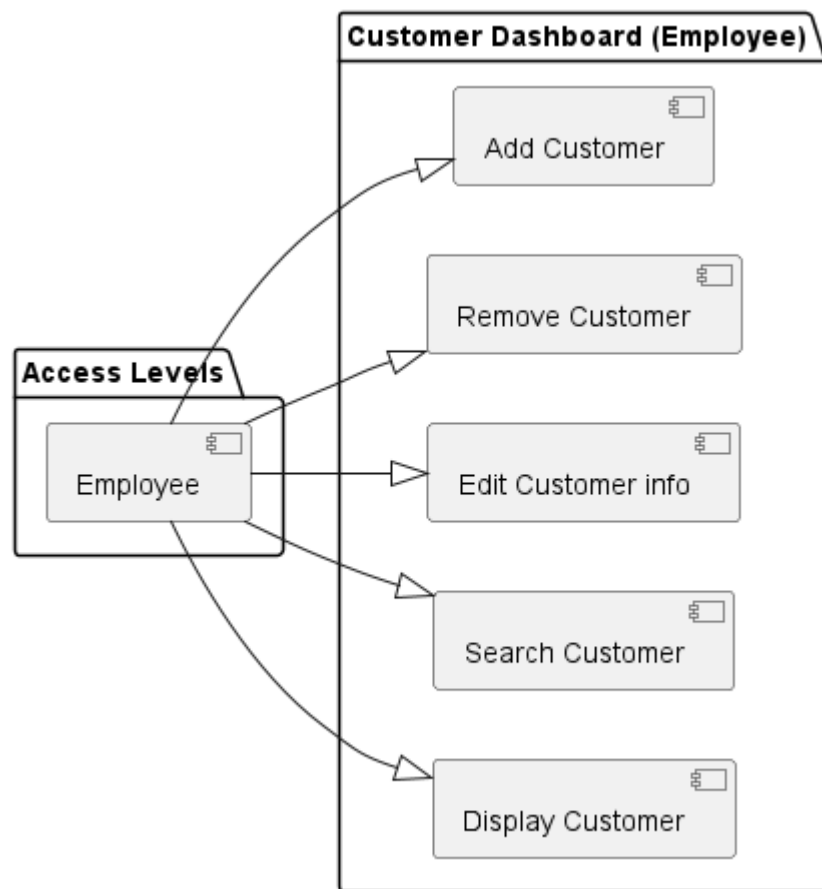 Customer Dashboard (Employee)
Add Customer
Remove Customer
Access Levels
Employee
Edit Customer info
Search Customer
Display Customer